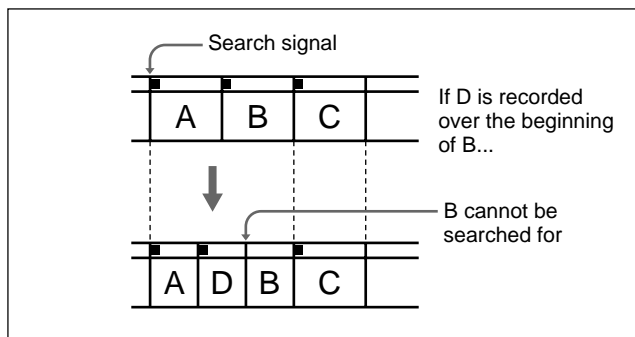 Search signal
A B C
If D is recorded
over the beginning
of B...
B cannot be
searched for
A D B C